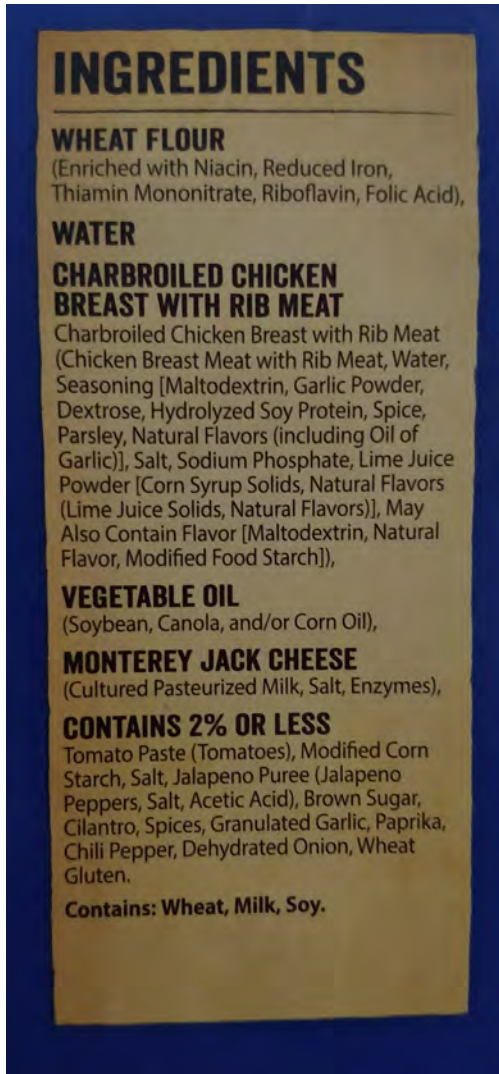 INGREDIENTS
WHEAT FLOUR
(Enriched with Niacin, Reduced Iron,
Thiamin Mononitrate, Riboflavin, Folic Acid),
WATER
CHARBROILED CHICKEN
BREAST WITH RIB MEAT
Charbroiled Chicken Breast with Rib Meat
(Chicken Breast Meat with Rib Meat, Water,
Seasoning [Maltodextrin, Garlic Powder,
Dextrose, Hydrolyzed Soy Protein, Spice,
Parsley, Natural Flavors (including Oil of
Garlic)], Salt, Sodium Phosphate, Lime Juice
Powder [Corn Syrup Solids, Natural Flavors
(Lime Juice Solids, Natural Flavors)], May
Also Contain Flavor [Maltodextrin, Natural
Flavor, Modified Food Starch]),
VEGETABLE OIL
(Soybean, Canola, and/or Corn Oil),
MONTEREY JACK CHEESE
(Cultured Pasteurized Milk, Salt, Enzymes),
CONTAINS 2% OR LESS
Tomato Paste (Tomatoes), Modified Corn
Starch, Salt, Jalapeno Puree (Jalapeno
Peppers, Salt, Acetic Acid), Brown Sugar,
Cilantro, Spices, Granulated Garlic, Paprika,
Chili Pepper, Dehydrated Onion, Wheat
Gluten.
Contains: Wheat, Milk, Soy.